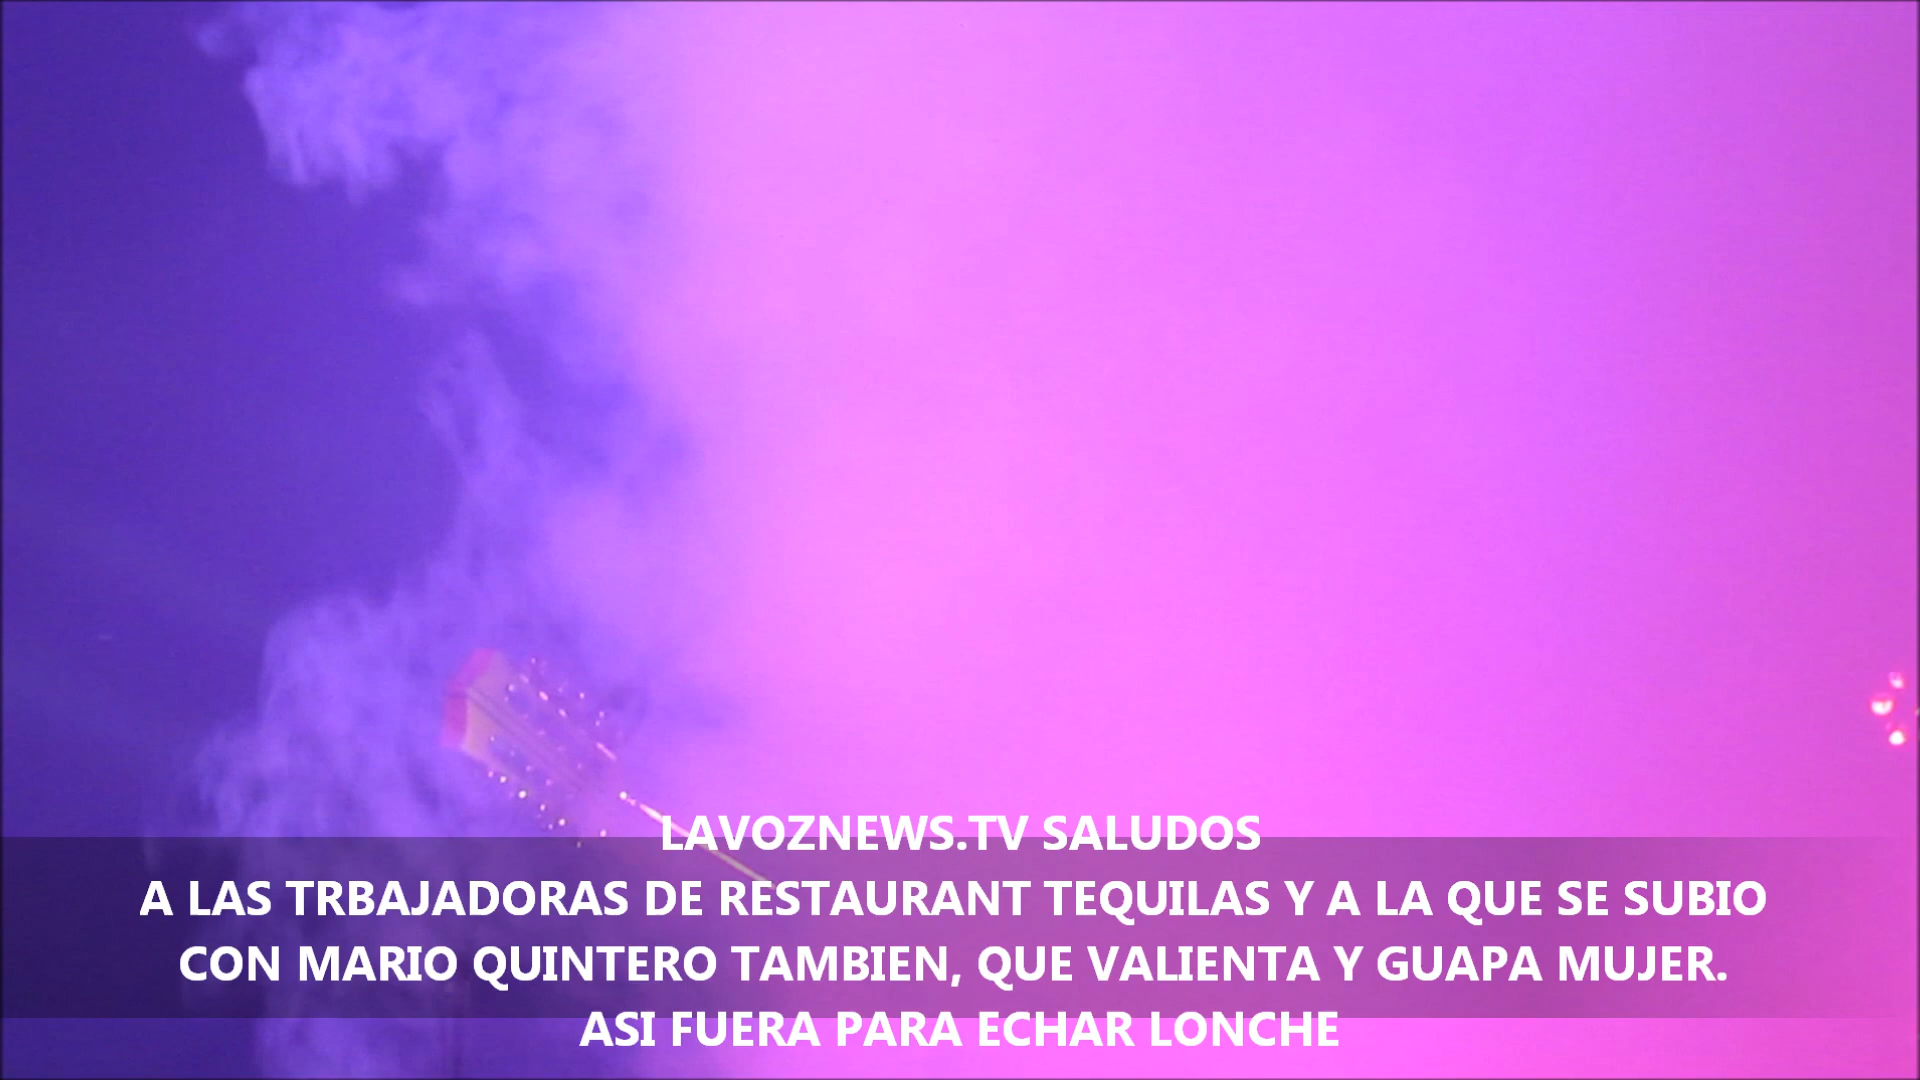 LAVOZNEWS.TV SALUDOS
A LAS TRBAJADORAS DE RESTAURANT TEQUILAS Y A LA QUE SE SUBIO
CON MARIO QUINTERO TAMBIEN, QUE VALIENTA Y GUAPA MUJER.
ASI FUERA PARA ECHAR LONCHE